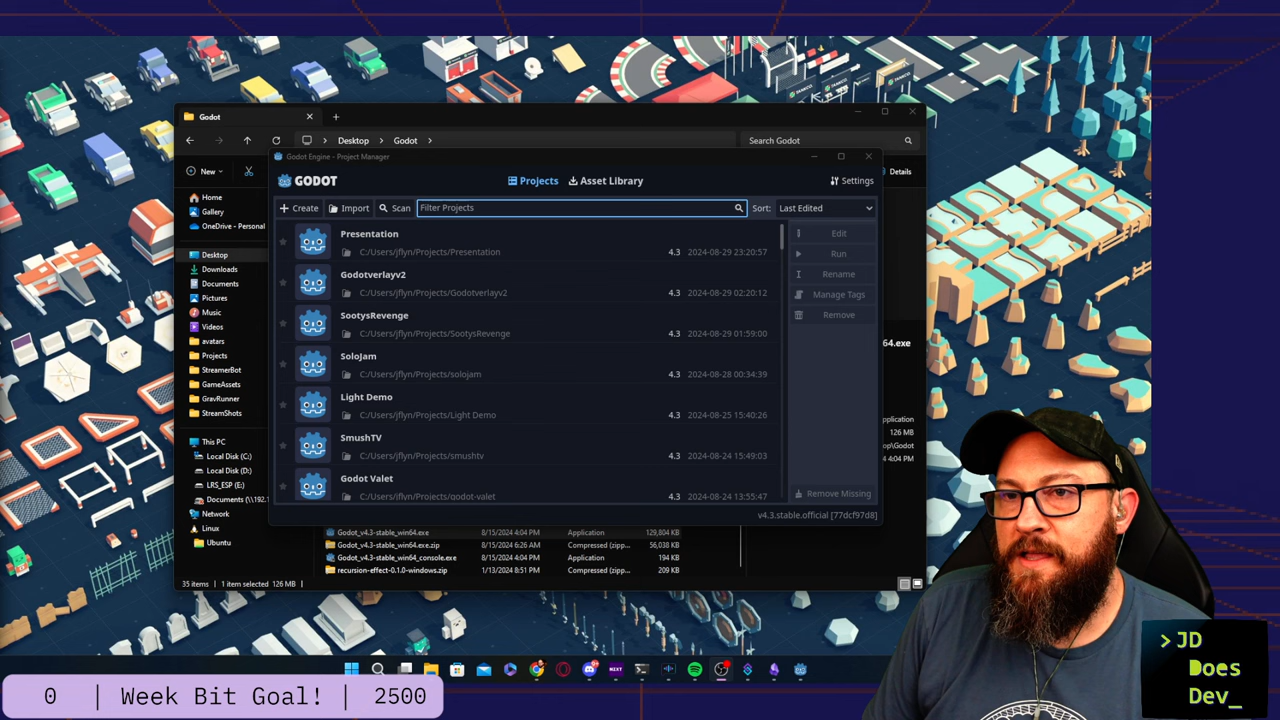 Godot
Desktop
Godot
Search Godot
New
Details
Godot Engine - Project Manager
GODOT
Projects
Asset Library
Settings
Create
Import
Scan
Filter Projects
Sort:
Last Edited
Home
Gallery
OneDrive - Personal
Desktop
Downloads
Documents
Pictures
Music
Videos
avatars
Projects
StreamerBot
GameAssets
GravRunner
StreamShots
This PC
Local Disk (C:)
Local Disk (D:)
LRS_ESP (E:)
Documents (\\192.
Network
Linux
Ubuntu
Presentation
C:/Users/jflyn/Projects/Presentation 4.3 2024-08-29 23:20:57
Godotverlayv2
C:/Users/jflyn/Projects/Godotverlayv2 4.3 2024-08-29 02:20:12
SootysRevenge
C:/Users/jflyn/Projects/SootysRevenge 4.3 2024-08-29 01:59:00
SoloJam
C:/Users/jflyn/Projects/solojam 4.3 2024-08-28 00:34:39
Light Demo
C:/Users/jflyn/Projects/Light Demo 4.3 2024-08-25 15:40:26
SmushTV
C:/Users/jflyn/Projects/smushtv 4.3 2024-08-24 15:49:03
Godot Valet
C:/Users/jflyn/Projects/godot-valet 4.3 2024-08-24 13:55:47
Edit
Run
Rename
Manage Tags
Remove
Remove Missing
v4.3.stable.official [77dcf97d8]
64.exe
plication
126 MB
op\Godot
4 4:04 PM
Godot_v4.3-stable_win64.exe 8/15/2024 4:04 PM Application 129,804 KB
Godot_v4.3-stable_win64.exe.zip 8/15/2024 6:26 AM Compressed (zipp... 56,038 KB
Godot_v4.3-stable_win64_console.exe 8/15/2024 4:04 PM Application 194 KB
recursion-effect-0.1.0-windows.zip 1/13/2024 8:51 PM Compressed (zipp... 209 KB
35 items | 1 item selected 126 MB |
0 | Week Bit Goal! | 2500
>JD
Does
Dev_